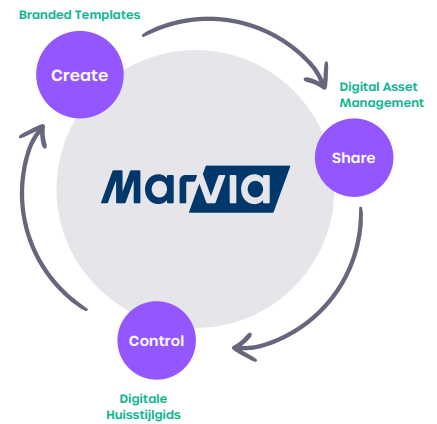 Branded Templates
Create
Digital Asset
Management
Share
Marvia
Control
Digitale
Huisstijlgids